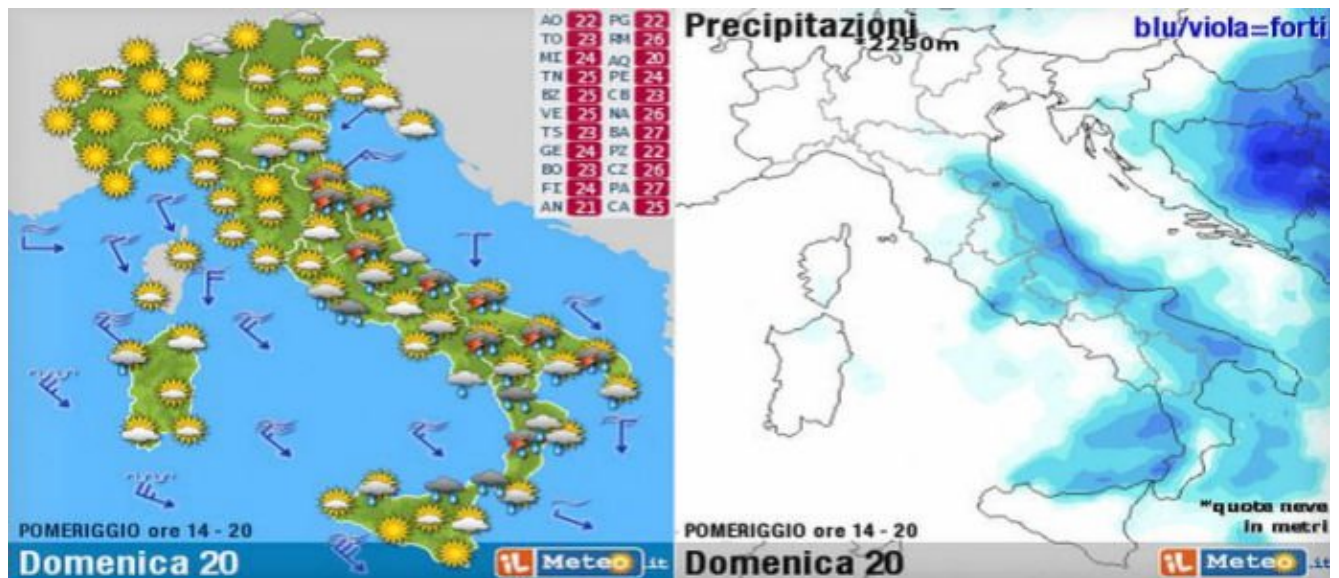 AO 22 PG 22
TO 23 RM 26
MI 24 AQ 20
TN 25 PE 24
BZ 25 CB 23
VE 25 NA 26
TS 23 BA 27
GE 24 PZ 22
BO 23 CZ 26
FI 24 PA 27
AN 21 CA 25
POMERIGGIO ore 14 - 20
Domenica 20
iL Meteo.it
Precipitazioni
*2250m
blu/viola=forti
*quota neve
in metri
POMERIGGIO ore 14 - 20
Domenica 20
iL Meteo.it